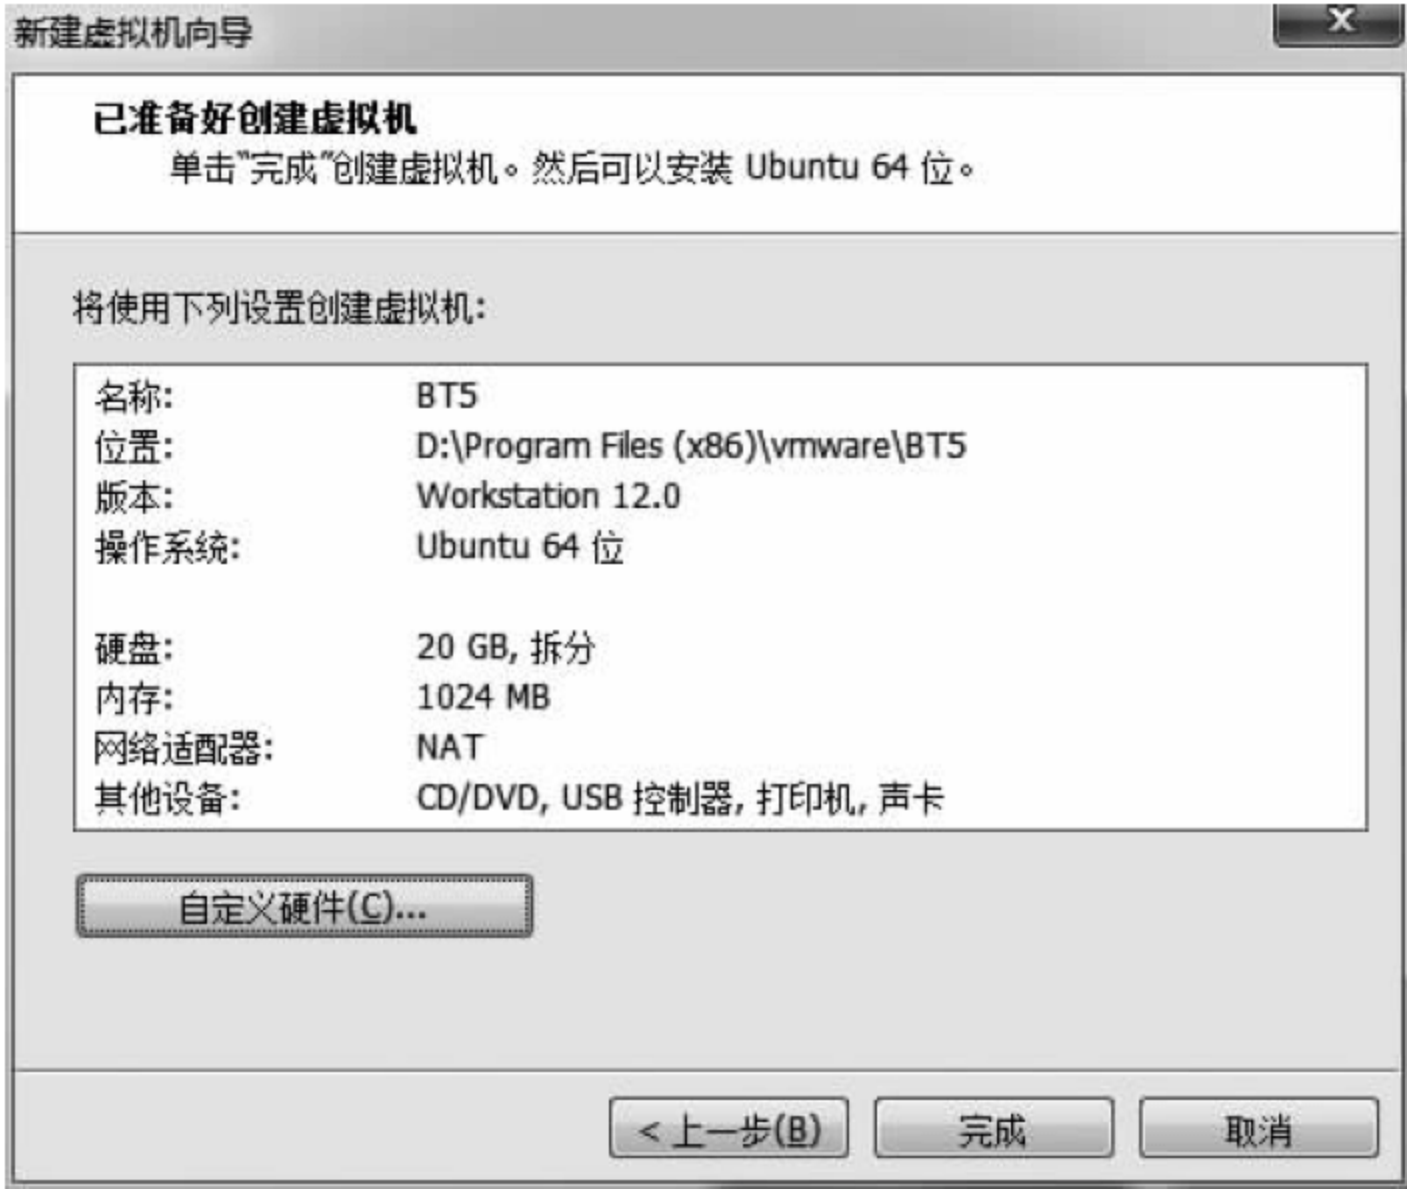 新建虚拟机向导
x
已准备好创建虚拟机
单击"完成"创建虚拟机。然后可以安装 Ubuntu 64 位。
将使用下列设置创建虚拟机:
名称: BT5
位置: D:\Program Files (x86)\vmware\BT5
版本: Workstation 12.0
操作系统: Ubuntu 64 位
硬盘: 20 GB, 拆分
内存: 1024 MB
网络适配器: NAT
其他设备: CD/DVD, USB 控制器, 打印机, 声卡
自定义硬件(C)...
< 上一步(B) 完成 取消